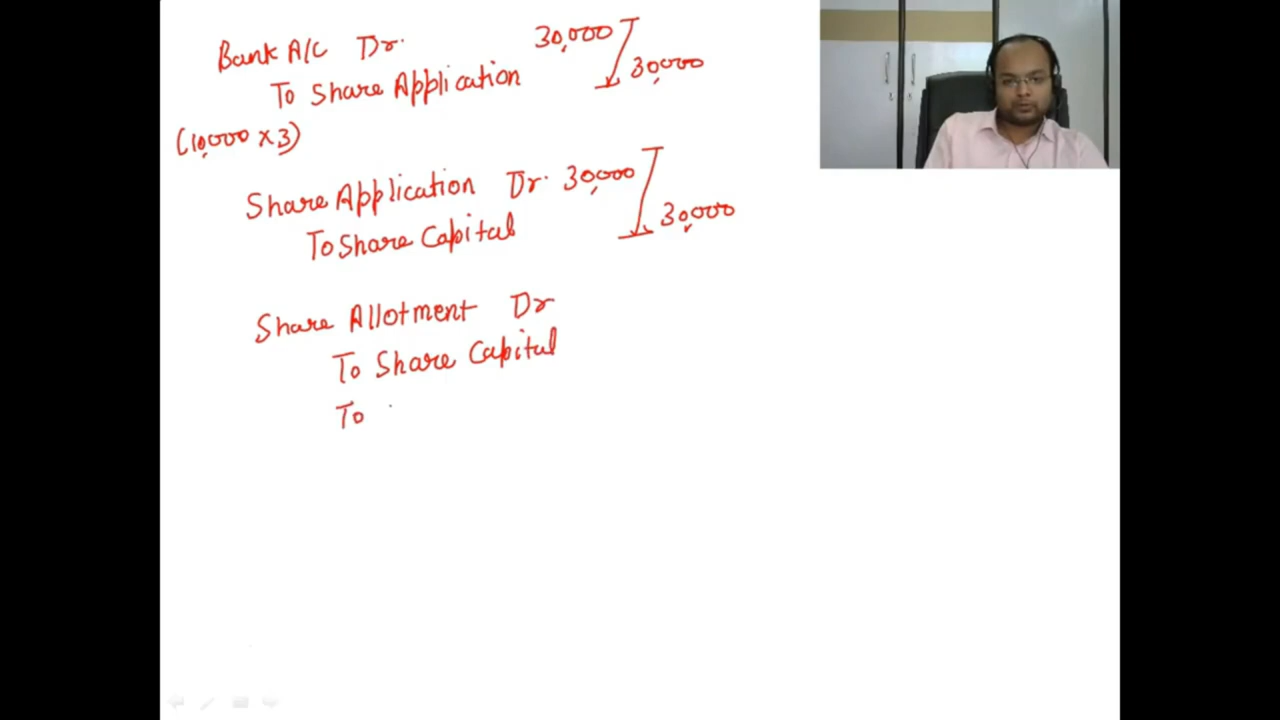 Bank A/C Dr. 30,000
To Share Application 30,000
(10,000 x 3)
Share Application Dr. 30,000
To Share Capital 30,000
Share Allotment Dr
To Share Capital
To